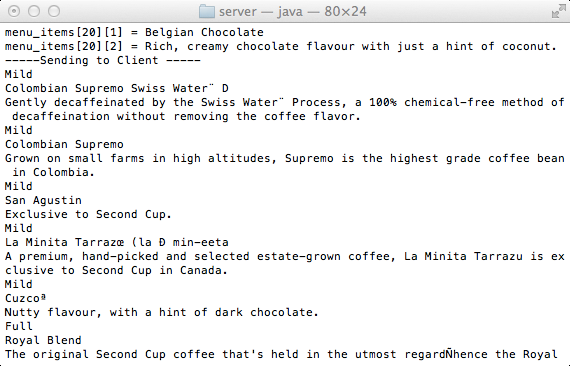 server — java — 80×24
menu_items[20][1] = Belgian Chocolate
menu_items[20][2] = Rich, creamy chocolate flavour with just a hint of coconut.
-----Sending to Client -----
Mild
Colombian Supremo Swiss Water¨ D
Gently decaffeinated by the Swiss Water¨ Process, a 100% chemical-free method of
 decaffeination without removing the coffee flavor.
Mild
Colombian Supremo
Grown on small farms in high altitudes, Supremo is the highest grade coffee bean
 in Colombia.
Mild
San Agustin
Exclusive to Second Cup.
Mild
La Minita Tarrazœ (la Ð min-eeta
A premium, hand-picked and selected estate-grown coffee, La Minita Tarrazu is ex
clusive to Second Cup in Canada.
Mild
Cuzcoª
Nutty flavour, with a hint of dark chocolate.
Full
Royal Blend
The original Second Cup coffee that's held in the utmost regardÑhence the Royal